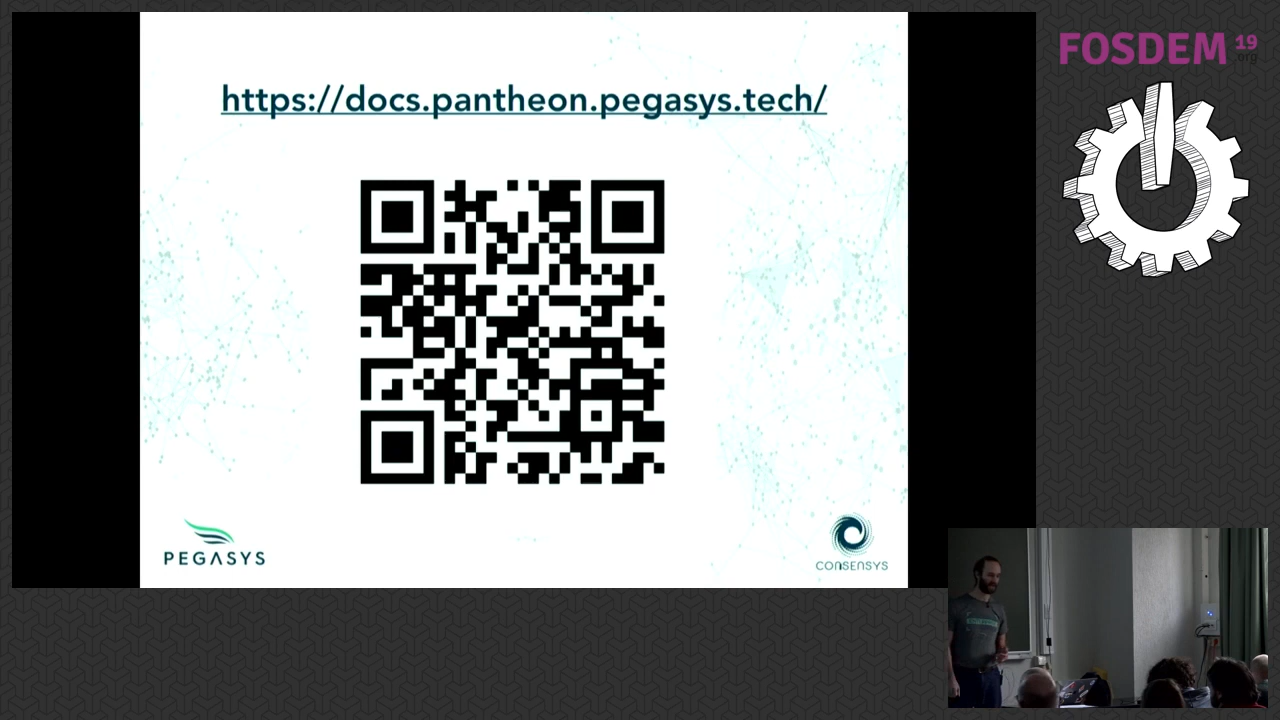 https://docs.pantheon.pegasys.tech/
PEGASYS
CONSENSYS
FOSDEM 19
.org